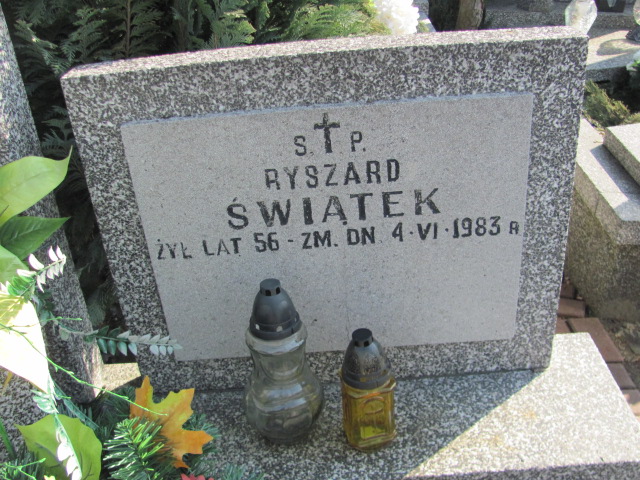 Ś. P.
RYSZARD
ŚWIĄTEK
ŻYŁ LAT 56 - ZM. DN. 4·VI·1983 R